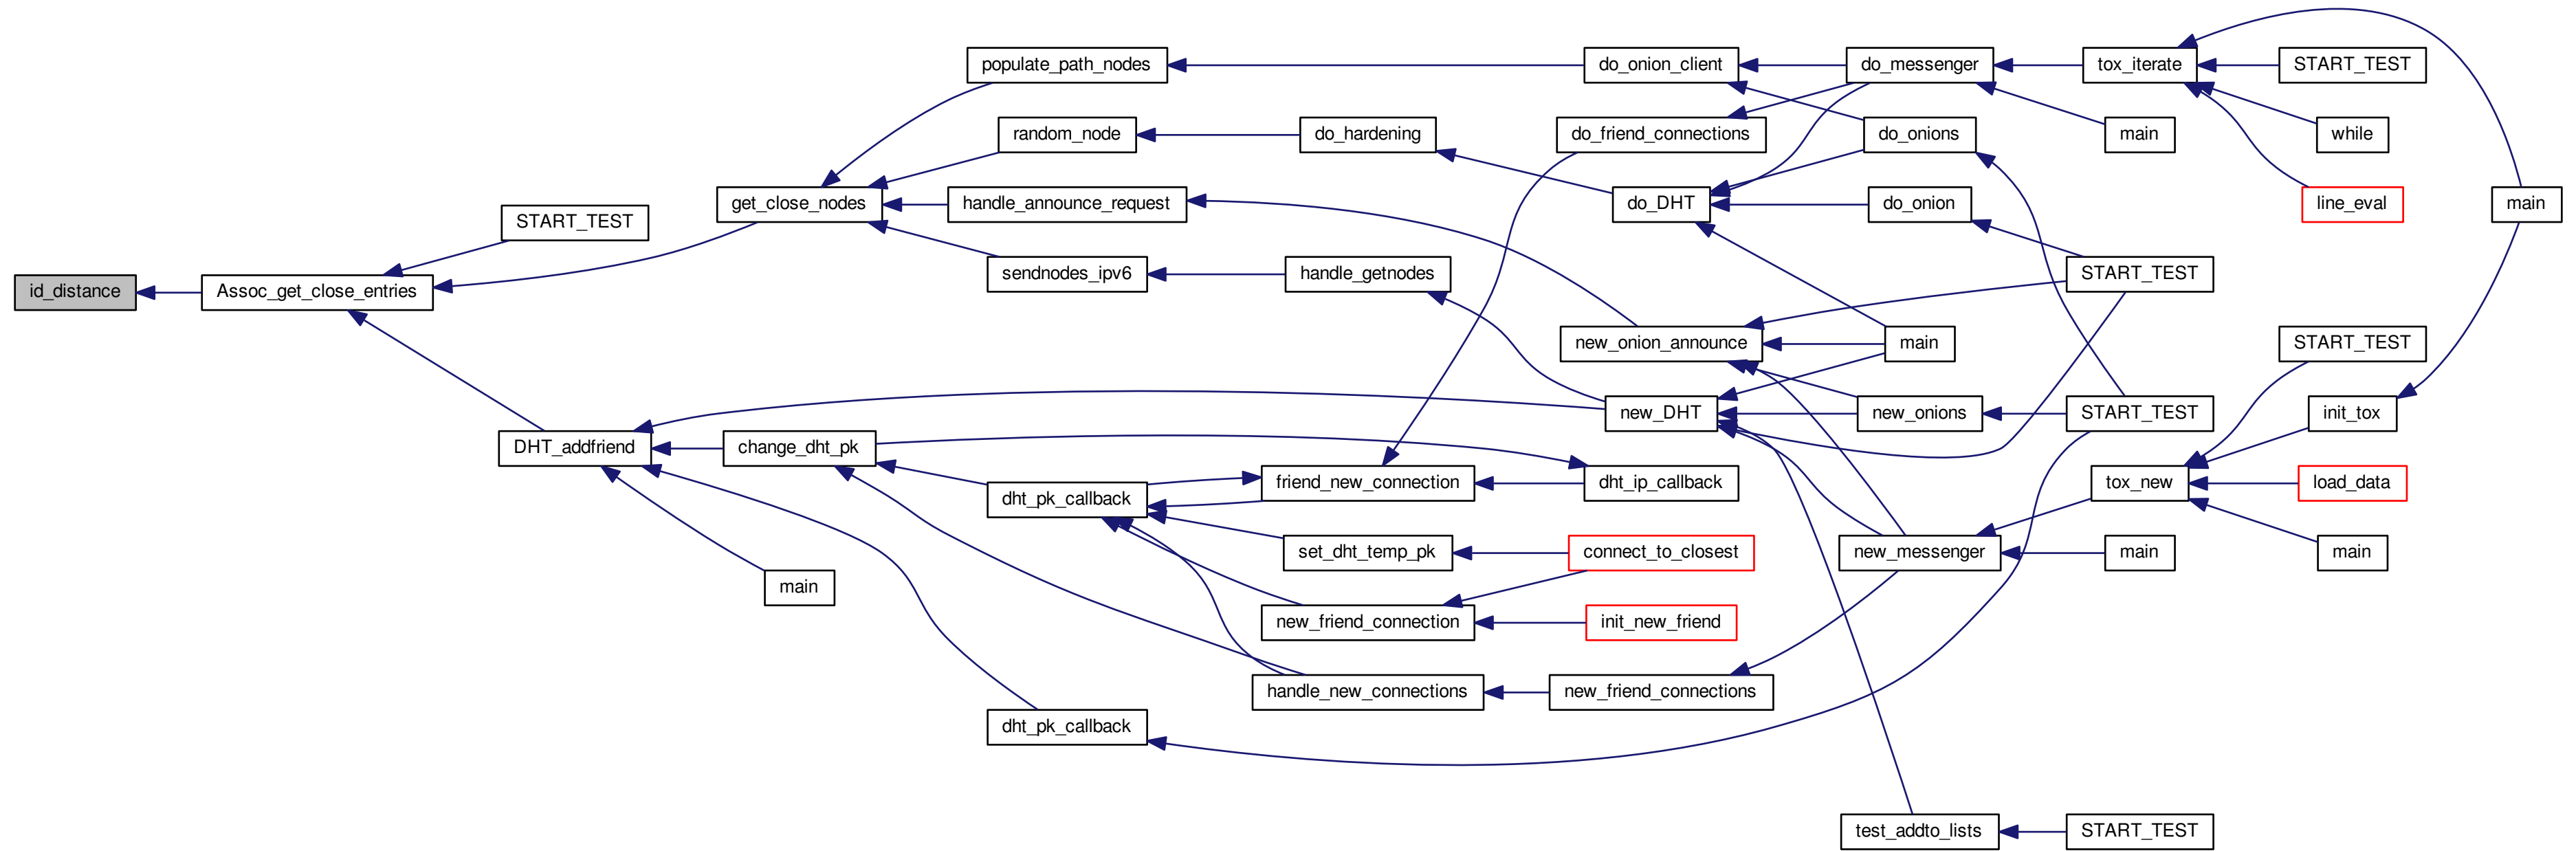 populate_path_nodes
do_onion_client
do_messenger
tox_iterate
START_TEST
random_node
do_hardening
do_friend_connections
do_onions
main
while
get_close_nodes
handle_announce_request
do_DHT
do_onion
line_eval
main
START_TEST
sendnodes_ipv6
handle_getnodes
START_TEST
id_distance
Assoc_get_close_entries
new_onion_announce
main
START_TEST
new_DHT
new_onions
START_TEST
init_tox
DHT_addfriend
change_dht_pk
friend_new_connection
dht_ip_callback
tox_new
load_data
dht_pk_callback
set_dht_temp_pk
connect_to_closest
new_messenger
main
main
main
new_friend_connection
init_new_friend
handle_new_connections
new_friend_connections
dht_pk_callback
test_addto_lists
START_TEST